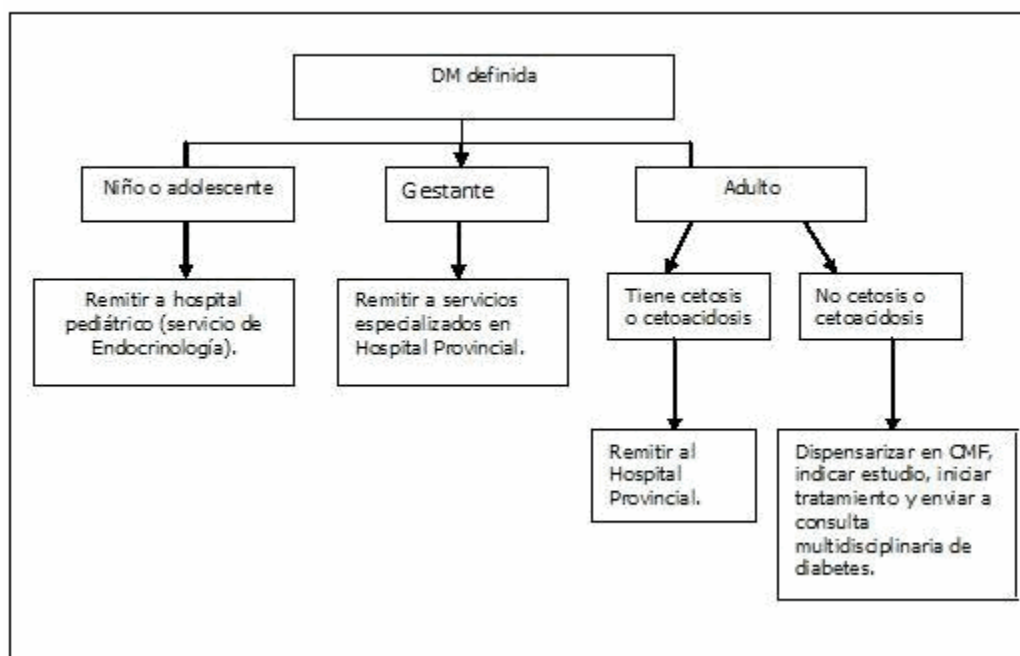 DM definida
Niño o adolescente
Gestante
Adulto
Remitir a hospital
pediátrico (servicio de
Endocrinología).
Remitir a servicios
especializados en
Hospital Provincial.
Tiene cetosis
o cetoacidosis
No cetosis o
cetoacidosis
Remitir al
Hospital
Provincial.
Dispensarizar en CMF,
indicar estudio, iniciar
tratamiento y enviar a
consulta
multidisciplinaria de
diabetes.